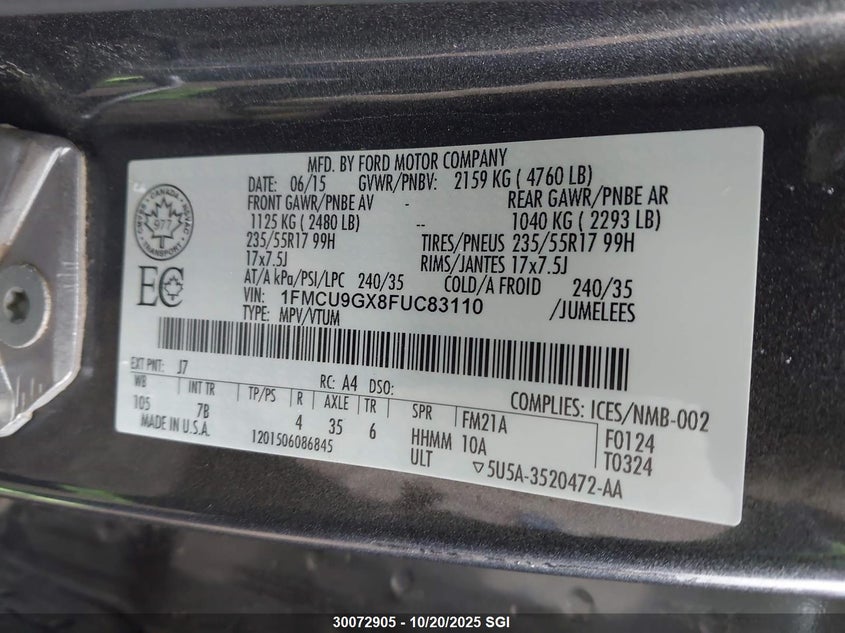 MFD. BY FORD MOTOR COMPANY
DATE: 06/15 GVWR/PNBV: 2159 KG ( 4760 LB)
FRONT GAWR/PNBE AV - REAR GAWR/PNBE AR
1125 KG ( 2480 LB) -- 1040 KG ( 2293 LB)
235/55R17 99H TIRES/PNEUS 235/55R17 99H
17x7.5J RIMS/JANTES 17x7.5J
AT/A kPa/PSI/LPC 240/35 COLD/A FROID 240/35
VIN: 1FMCU9GX8FUC83110 /JUMELEES
TYPE: MPV/VTUM
CANADA
977
TRANSPORT
EC
EXT PNT: J7 RC: A4 DSO:
COMPLIES: ICES/NMB-002
WB INT TR TP/PS R AXLE TR SPR FM21A F0124
105 7B 4 35 6 HHMM 10A T0324
MADE IN U.S.A. 1201506086845 ULT ▽5U5A-3520472-AA
30072905 - 10/20/2025 SGI